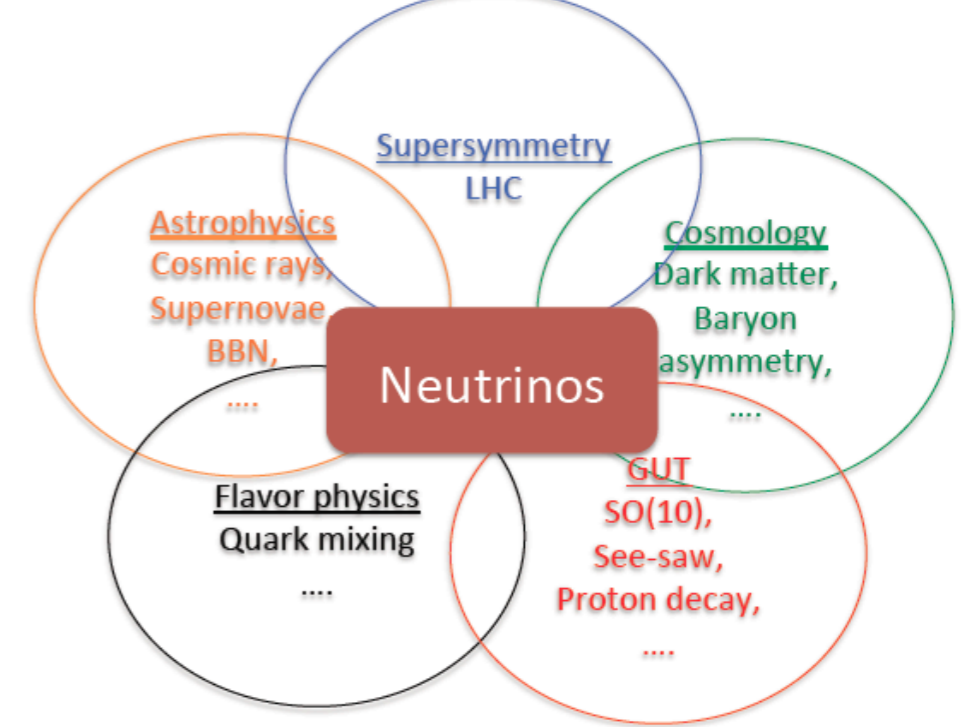 Supersymmetry
LHC
Astrophysics
Cosmic rays,
Supernovae,
BBN,
....
Cosmology
Dark matter,
Baryon
asymmetry,
....
Neutrinos
Flavor physics
Quark mixing
....
GUT
SO(10),
See-saw,
Proton decay,
....